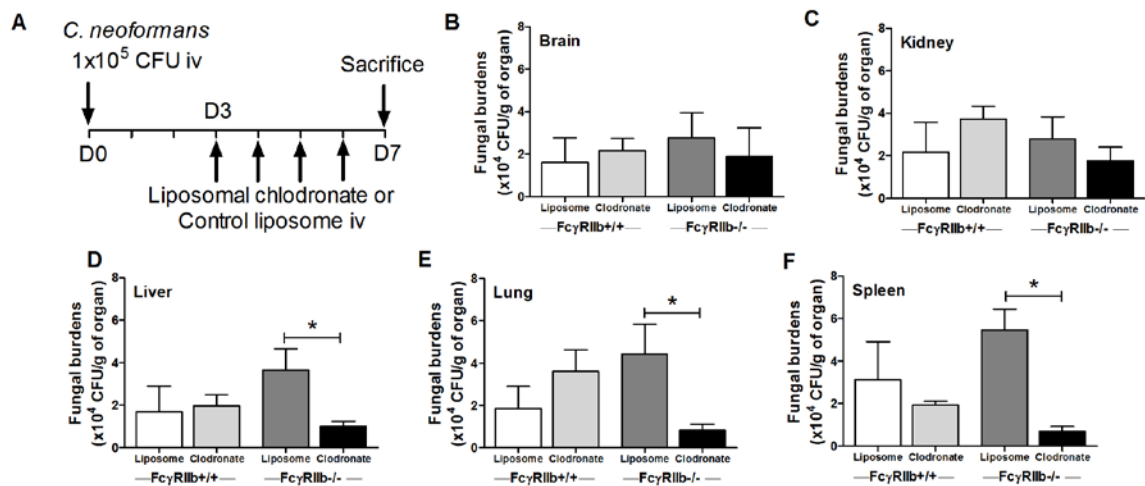 A
C. neoformans
1x10⁵ CFU iv
Sacrifice
D3
D0
D7
Liposomal chlodronate or
Control liposome iv
B
Brain
Fungal burdens
(x10⁴ CFU/g of organ)
8
6
4
2
0
Liposome Clodronate Liposome Clodronate
FcγRIIb+/+ FcγRIIb-/-
C
Kidney
Fungal burdens
(x10⁴ CFU/g of organ)
8
6
4
2
0
Liposome Clodronate Liposome Clodronate
FcγRIIb+/+ FcγRIIb-/-
D
Liver
Fungal burdens
(x10⁴ CFU/g of organ)
8
6
4
2
0
*
Liposome Clodronate Liposome Clodronate
FcγRIIb+/+ FcγRIIb-/-
E
Lung
Fungal burdens
(x10⁴ CFU/g of organ)
8
6
4
2
0
*
Liposome Clodronate Liposome Clodronate
FcγRIIb+/+ FcγRIIb-/-
F
Spleen
Fungal burdens
(x10⁴ CFU/g of organ)
8
6
4
2
0
*
Liposome Clodronate Liposome Clodronate
FcγRIIb+/+ FcγRIIb-/-